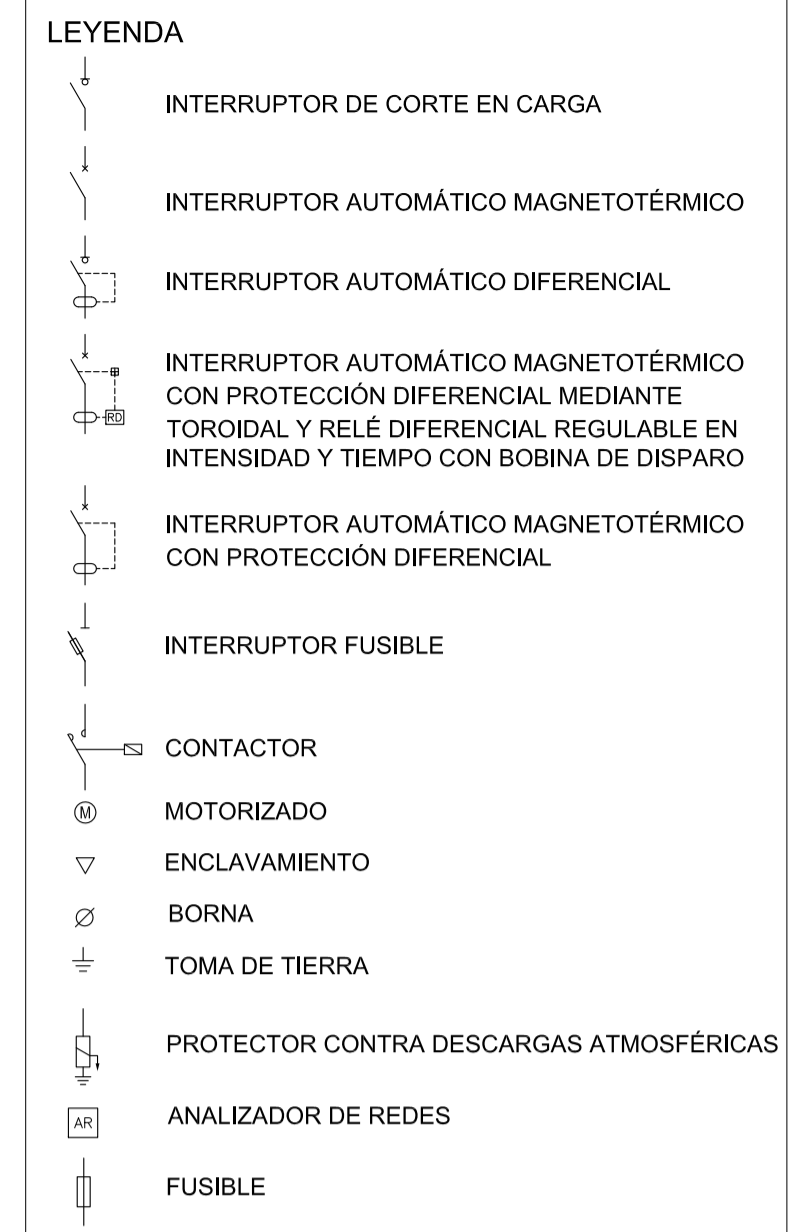 LEYENDA
INTERRUPTOR DE CORTE EN CARGA
INTERRUPTOR AUTOMÁTICO MAGNETOTÉRMICO
INTERRUPTOR AUTOMÁTICO DIFERENCIAL
INTERRUPTOR AUTOMÁTICO MAGNETOTÉRMICO
CON PROTECCIÓN DIFERENCIAL MEDIANTE
RD
TOROIDAL Y RELÉ DIFERENCIAL REGULABLE EN
INTENSIDAD Y TIEMPO CON BOBINA DE DISPARO
INTERRUPTOR AUTOMÁTICO MAGNETOTÉRMICO
CON PROTECCIÓN DIFERENCIAL
INTERRUPTOR FUSIBLE
CONTACTOR
M MOTORIZADO
ENCLAVAMIENTO
BORNA
TOMA DE TIERRA
PROTECTOR CONTRA DESCARGAS ATMOSFÉRICAS
AR ANALIZADOR DE REDES
FUSIBLE